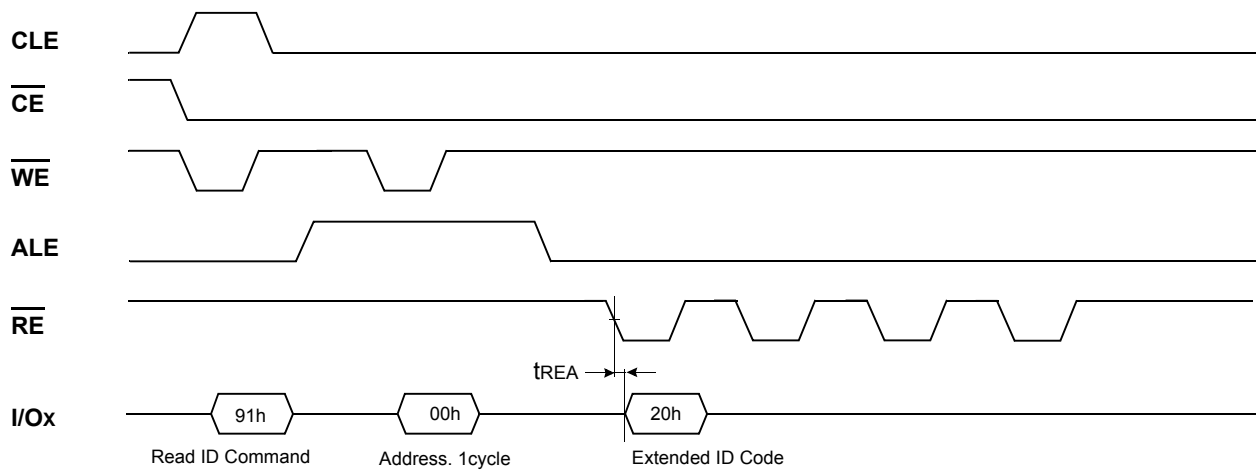 CLE
CE
WE
ALE
RE
tREA
I/Ox
91h
00h
20h
Read ID Command
Address. 1cycle
Extended ID Code